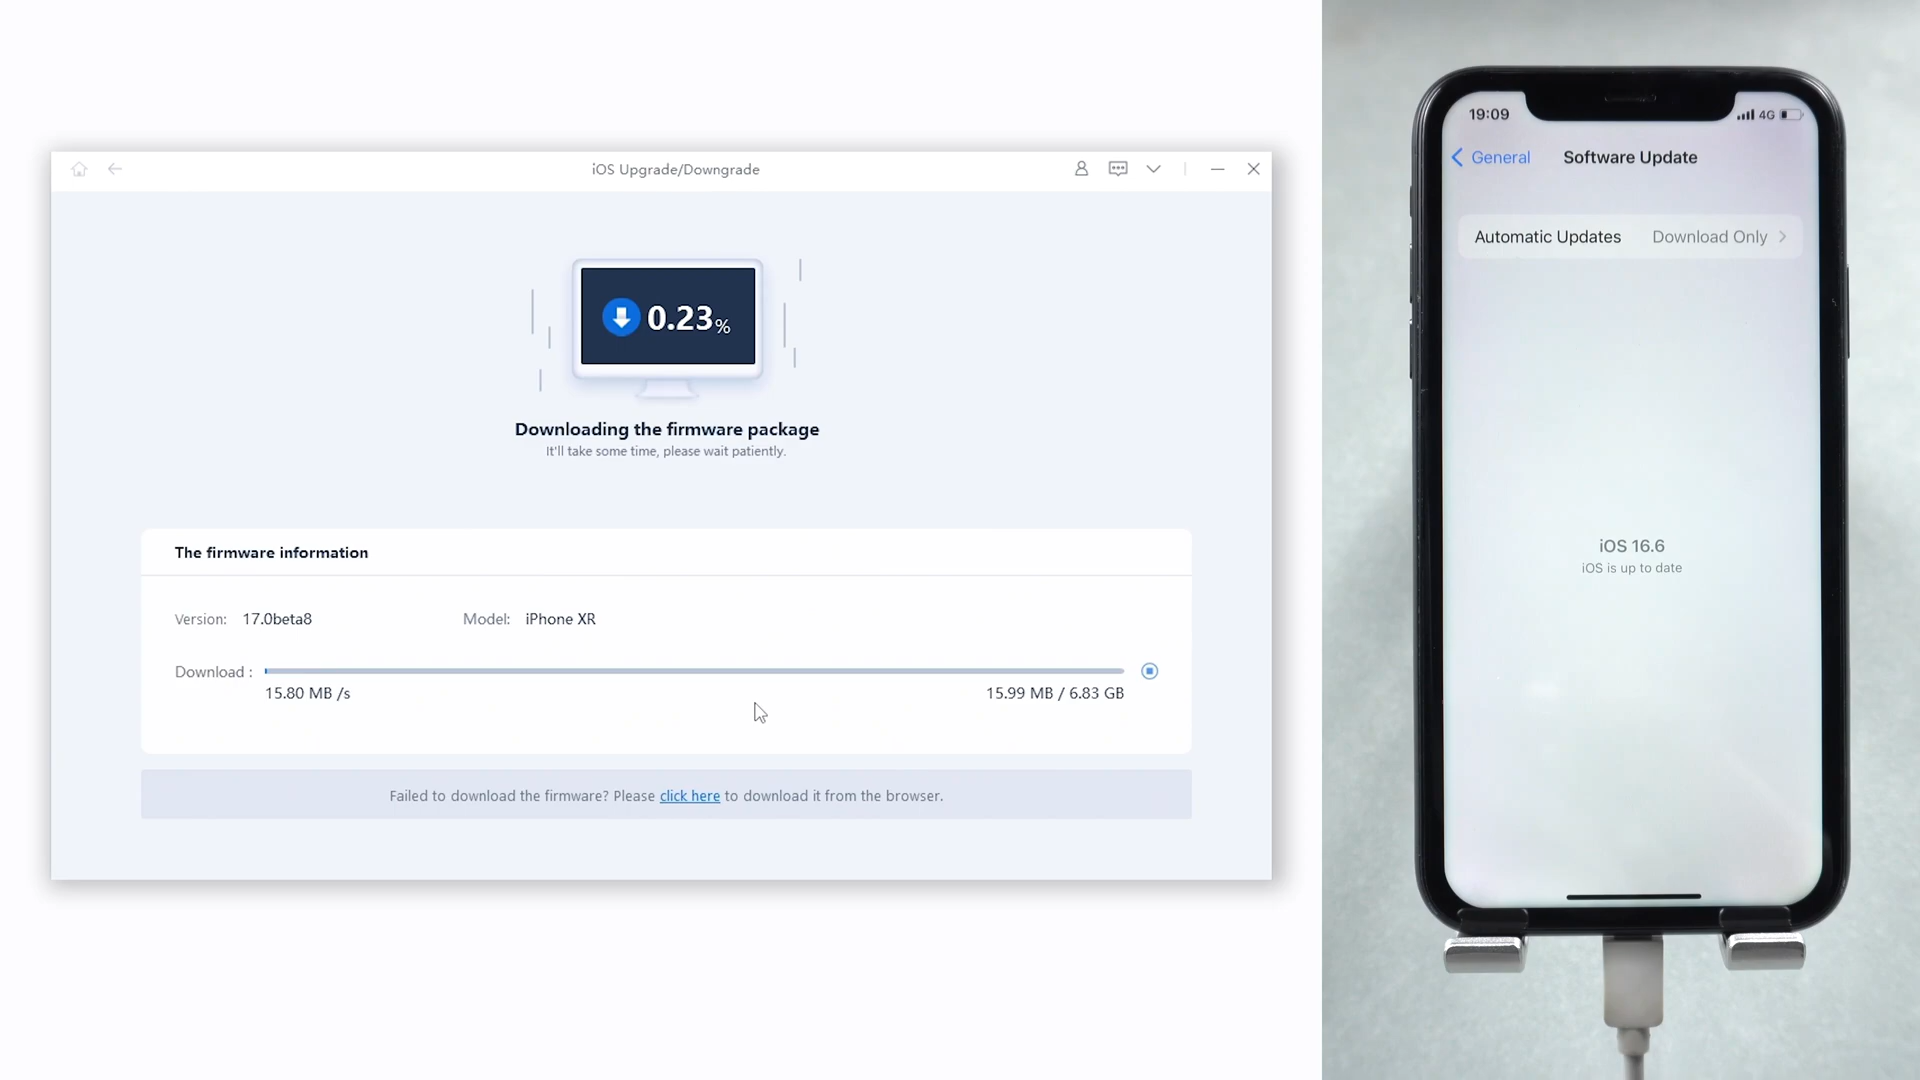 iOS Upgrade/Downgrade
0.23%
Downloading the firmware package
It'll take some time, please wait patiently.
The firmware information
Version: 17.0beta8 Model: iPhone XR
Download :
15.80 MB /s 15.99 MB / 6.83 GB
Failed to download the firmware? Please click here to download it from the browser.
19:09 4G
General Software Update
Automatic Updates Download Only
iOS 16.6
iOS is up to date